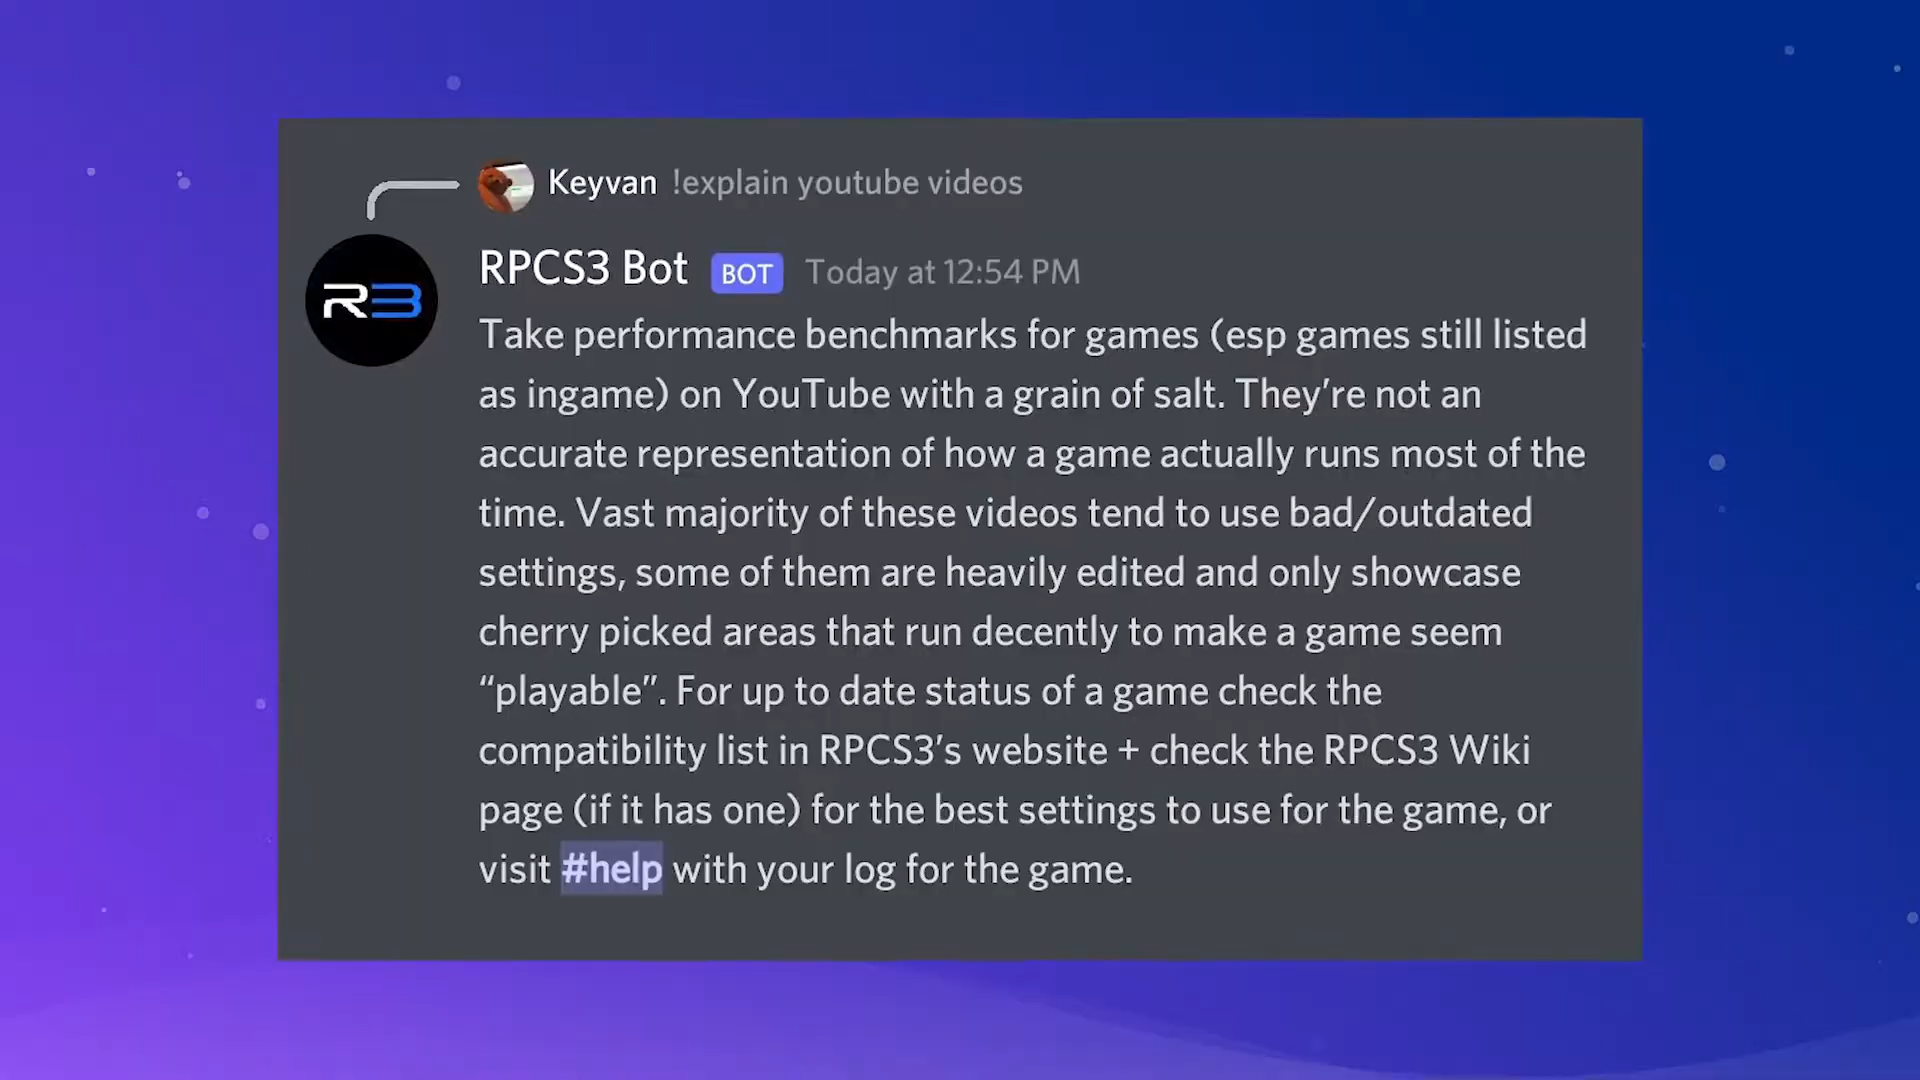 Keyvan !explain youtube videos
R3
RPCS3 Bot BOT Today at 12:54 PM
Take performance benchmarks for games (esp games still listed
as ingame) on YouTube with a grain of salt. They’re not an
accurate representation of how a game actually runs most of the
time. Vast majority of these videos tend to use bad/outdated
settings, some of them are heavily edited and only showcase
cherry picked areas that run decently to make a game seem
“playable”. For up to date status of a game check the
compatibility list in RPCS3’s website + check the RPCS3 Wiki
page (if it has one) for the best settings to use for the game, or
visit #help with your log for the game.